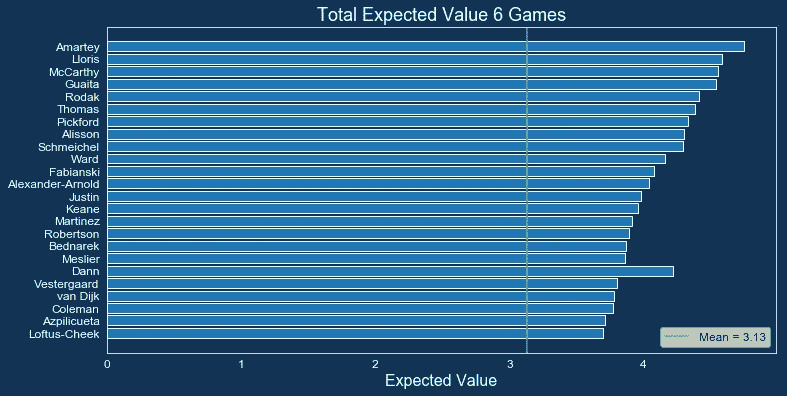 Total Expected Value 6 Games
Amartey
Lloris
McCarthy
Guaita
Rodak
Thomas
Pickford
Alisson
Schmeichel
Ward
Fabianski
Alexander-Arnold
Justin
Keane
Martinez
Robertson
Bednarek
Meslier
Dann
Vestergaard
van Dijk
Coleman
Azpilicueta
Loftus-Cheek
Mean = 3.13
0 1 2 3 4
Expected Value